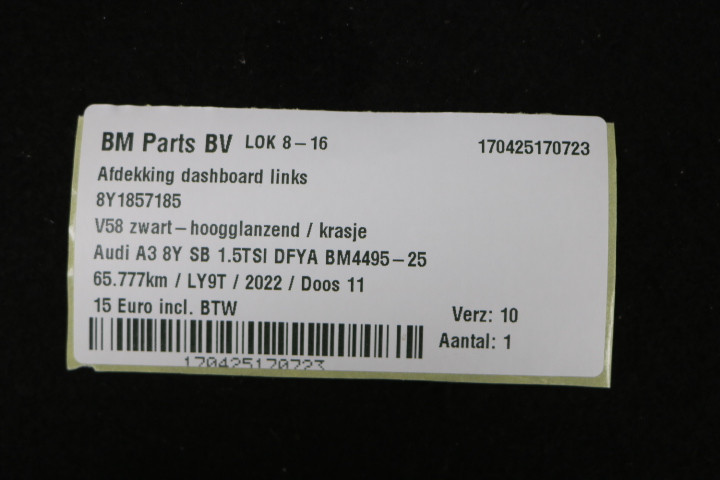 BM Parts BV LOK 8-16 170425170723
Afdekking dashboard links
8Y1857185
V58 zwart-hoogglanzend / krasje
Audi A3 8Y SB 1.5TSI DFYA BM4495-25
65.777km / LY9T / 2022 / Doos 11
15 Euro incl. BTW
Verz: 10
Aantal: 1
170425170723